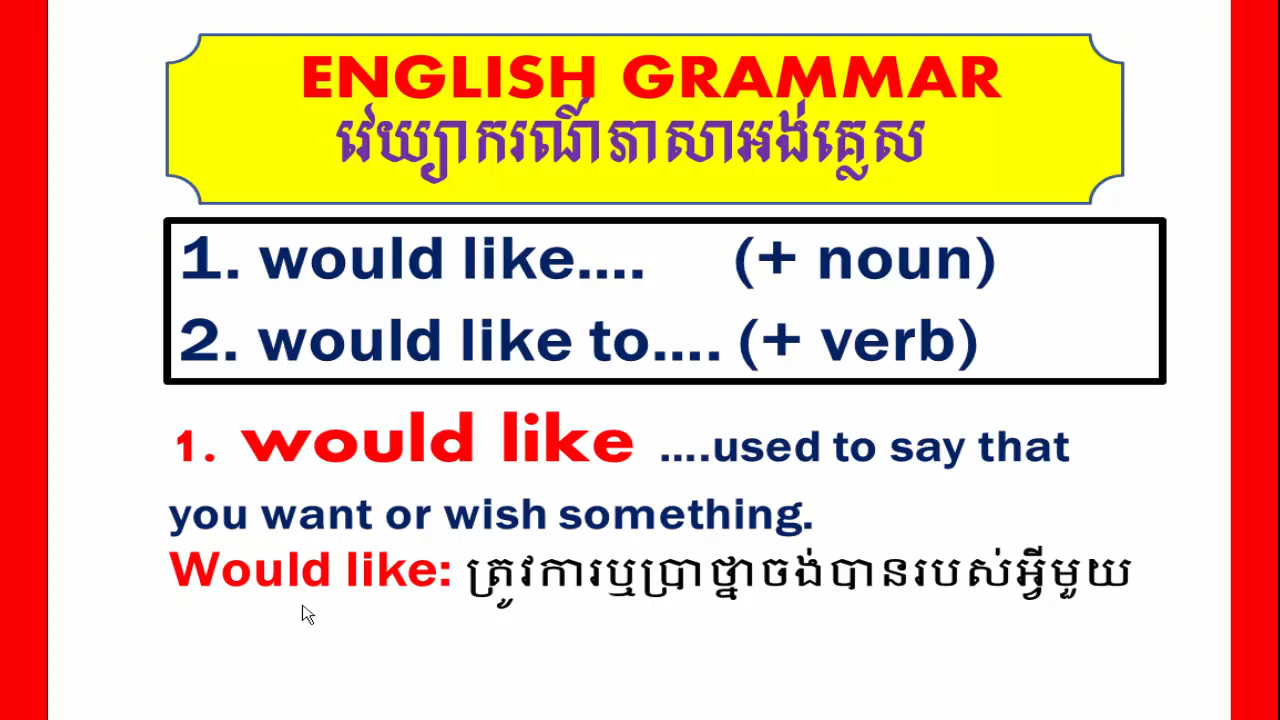 ENGLISH GRAMMAR
វេយ្យាករណ៍ភាសាអង់គ្លេស
1. would like.... (+ noun)
2. would like to.... (+ verb)
1. would like ....used to say that
you want or wish something.
Would like: ត្រូវការឬប្រាថ្នាចង់បានរបស់អ្វីមួយ